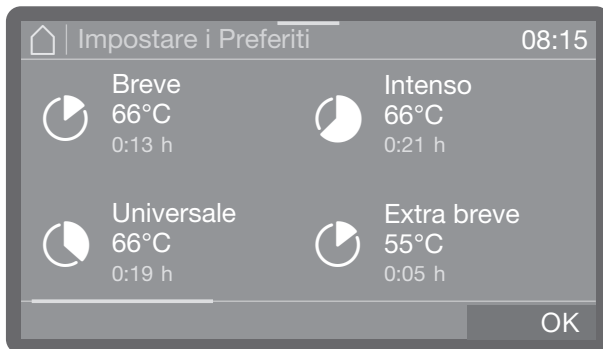 Impostare i Preferiti 08:15
Breve
66°C
0:13 h
Intenso
66°C
0:21 h
Universale
66°C
0:19 h
Extra breve
55°C
0:05 h
OK